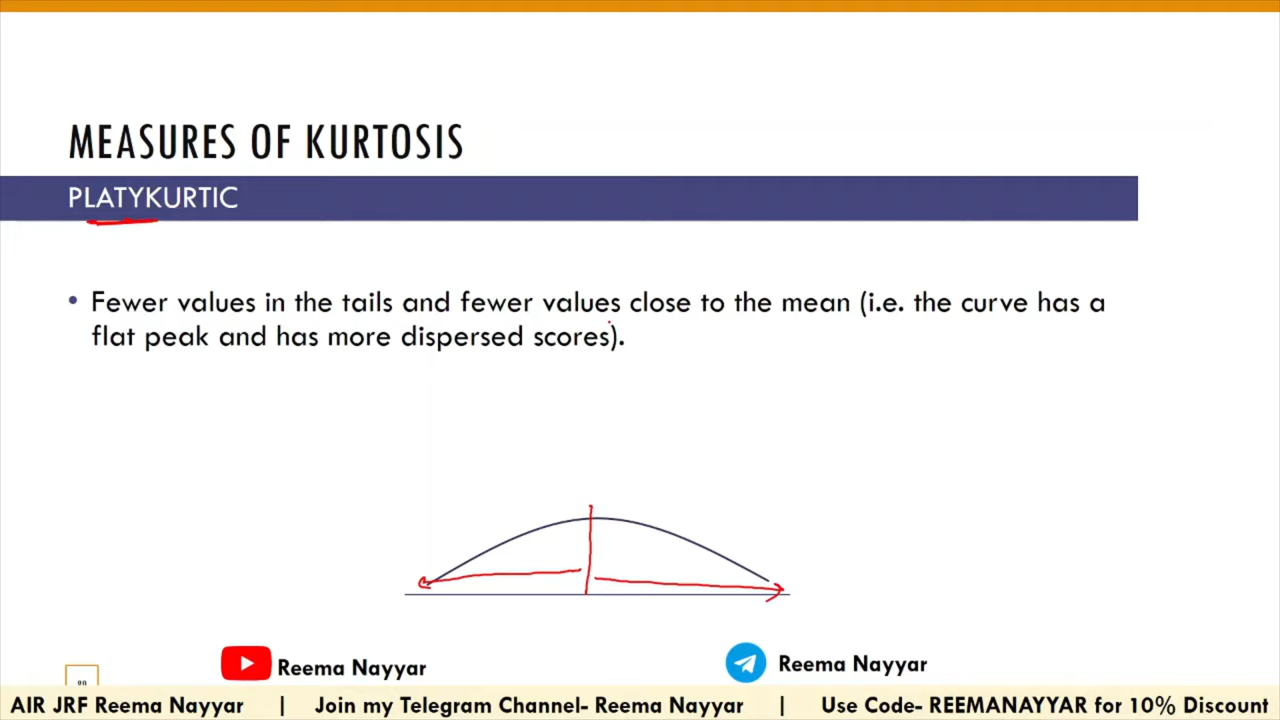 MEASURES OF KURTOSIS
PLATYKURTIC
• Fewer values in the tails and fewer values close to the mean (i.e. the curve has a
flat peak and has more dispersed scores).
Reema Nayyar
Reema Nayyar
AIR JRF Reema Nayyar | Join my Telegram Channel- Reema Nayyar | Use Code- REEMANAYYAR for 10% Discount